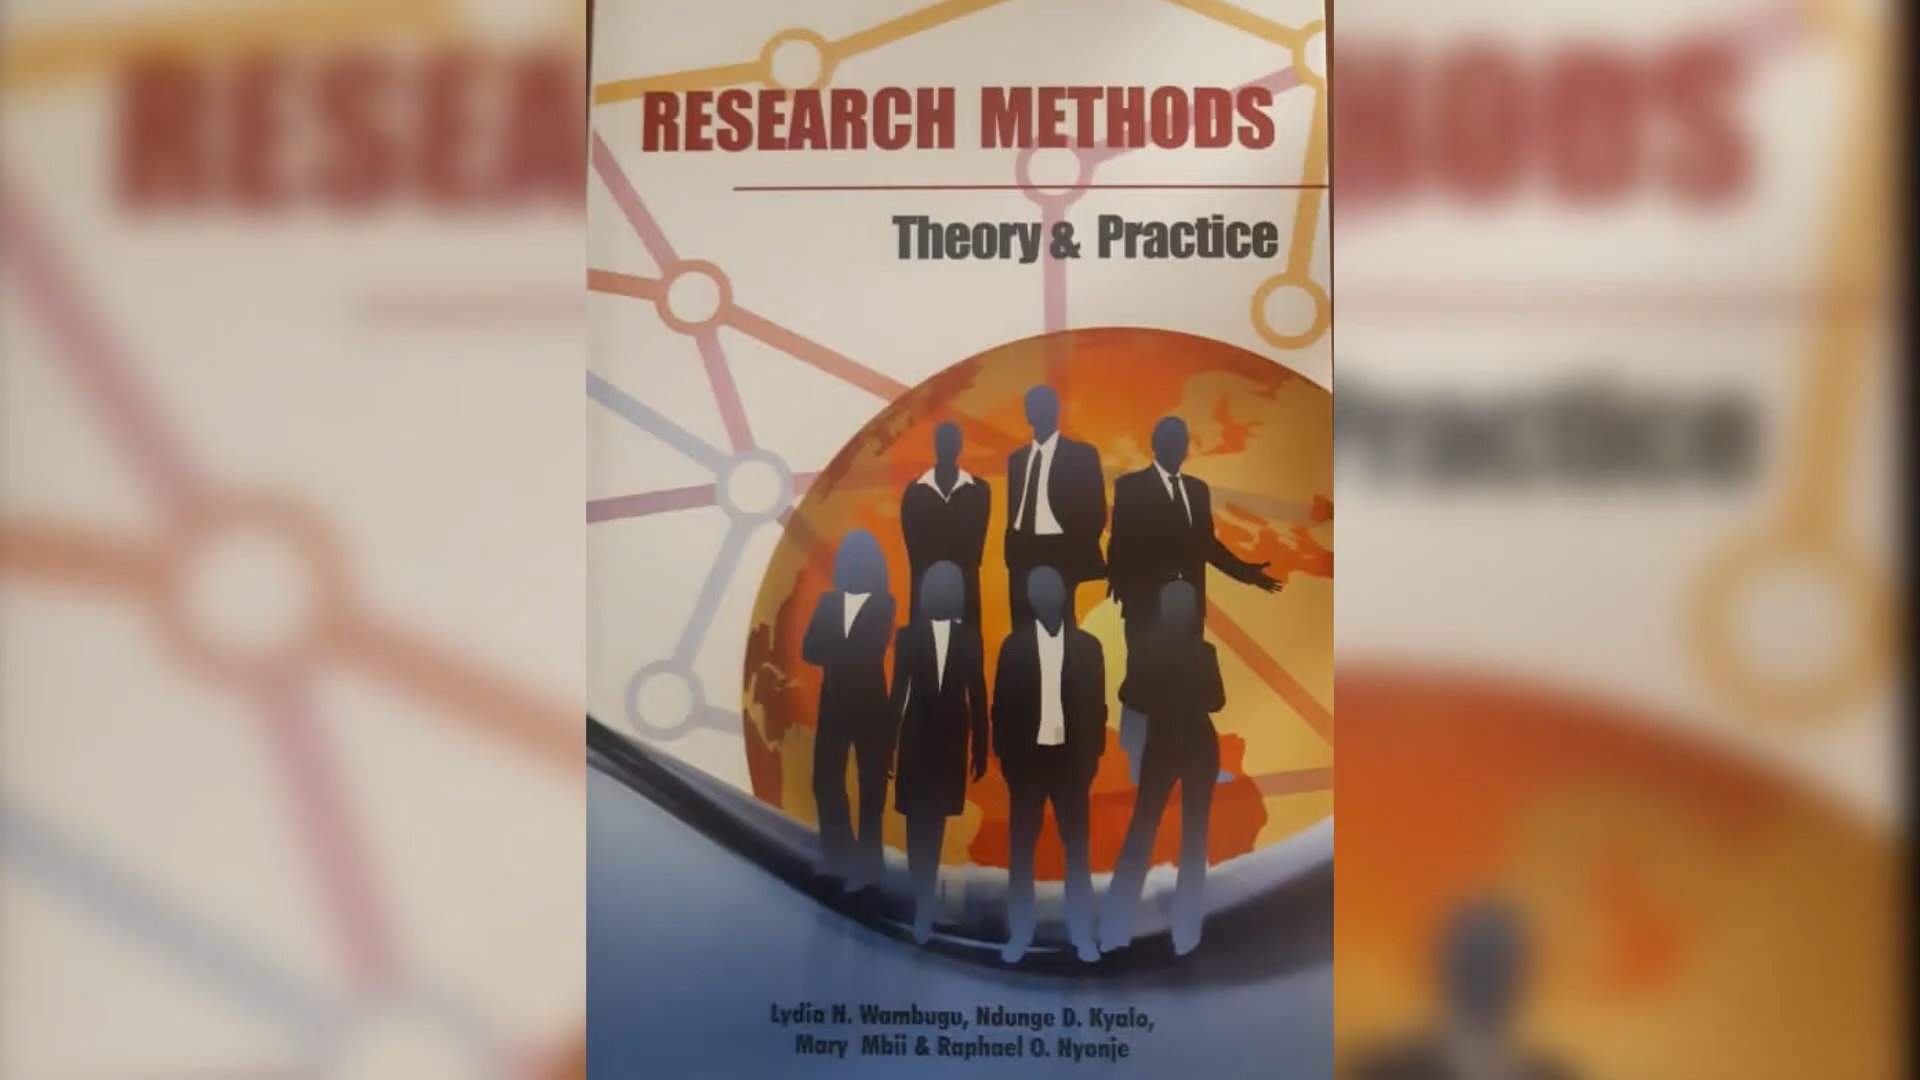 RESEARCH METHODS
Theory & Practice
Lydia N. Wambugu, Ndunge D. Kyalo,
Mary Mbii & Raphael O. Nyonje